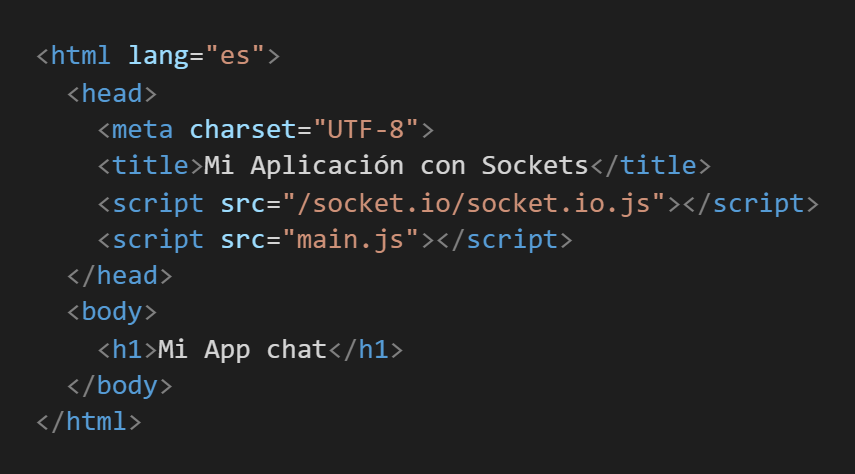 <html lang="es">
<head>
<meta charset="UTF-8">
<title>Mi Aplicación con Sockets</title>
<script src="/socket.io/socket.io.js"></script>
<script src="main.js"></script>
</head>
<body>
<h1>Mi App chat</h1>
</body>
</html>